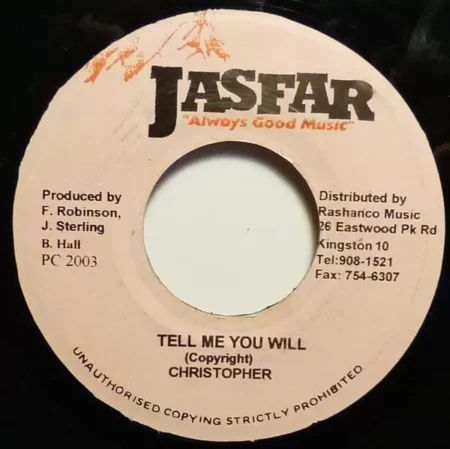 JASFAR
"Always Good Music"
Produced by
F. Robinson,
J. Sterling
B. Hall
PC 2003
Distributed by
Rashanco Music
26 Eastwood Pk Rd
Kingston 10
Tel:908-1521
Fax: 754-6307
TELL ME YOU WILL
(Copyright)
CHRISTOPHER
UNAUTHORISED COPYING STRICTLY PROHIBITED